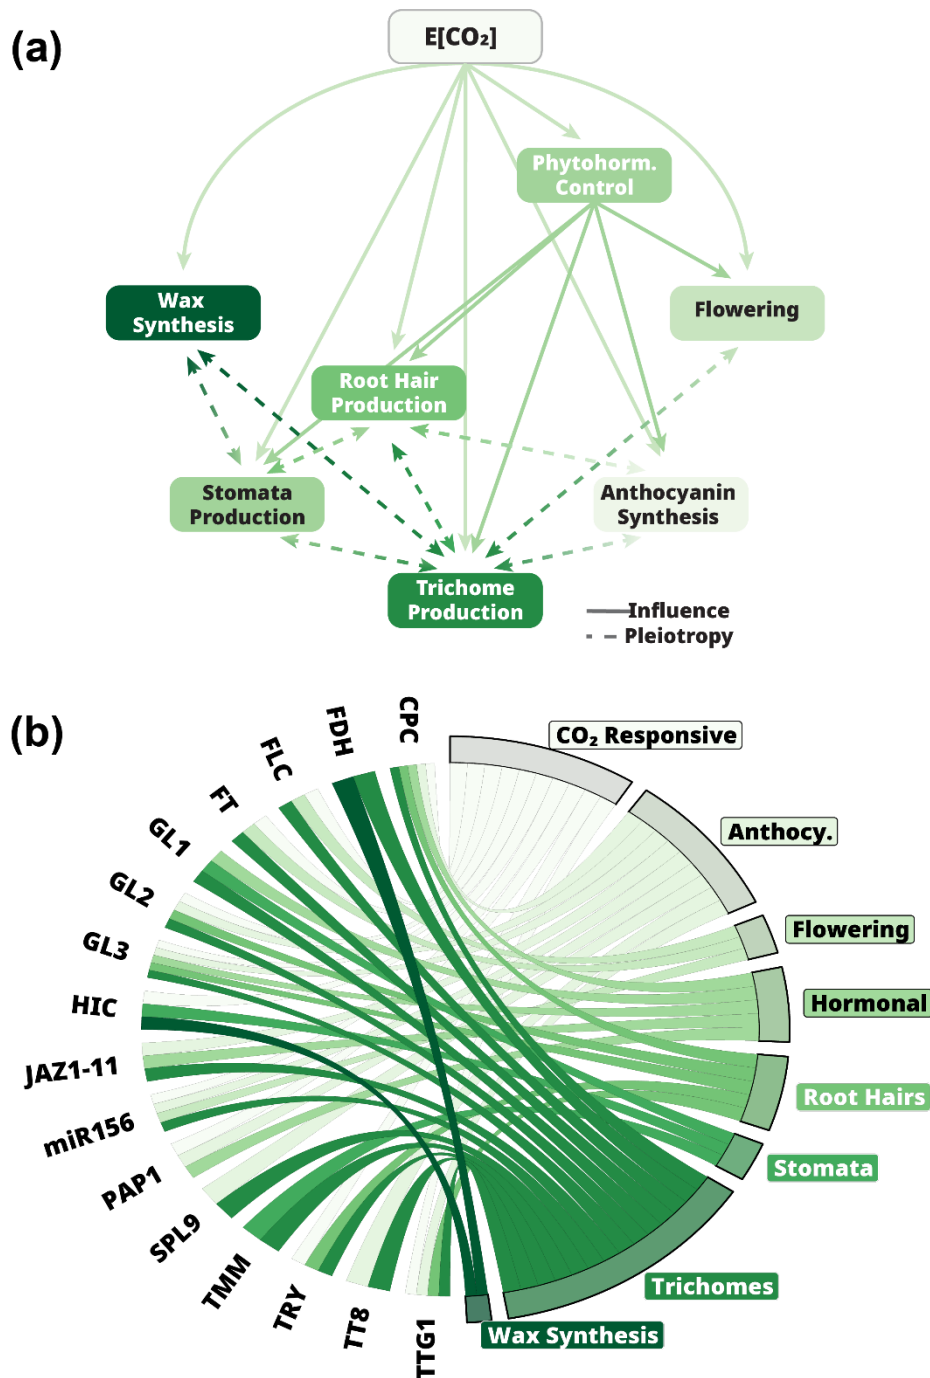 (a)
E[CO₂]
Phytohorm.
Control
Wax
Synthesis
Flowering
Root Hair
Production
Stomata
Production
Anthocyanin
Synthesis
Trichome
Production
Influence
Pleiotropy
(b)
CPC
FDH
FLC
FT
GL1
GL2
GL3
HIC
JAZ1-11
miR156
PAP1
SPL9
TMM
TRY
TT8
TTG1
CO₂ Responsive
Anthocy.
Flowering
Hormonal
Root Hairs
Stomata
Trichomes
Wax Synthesis